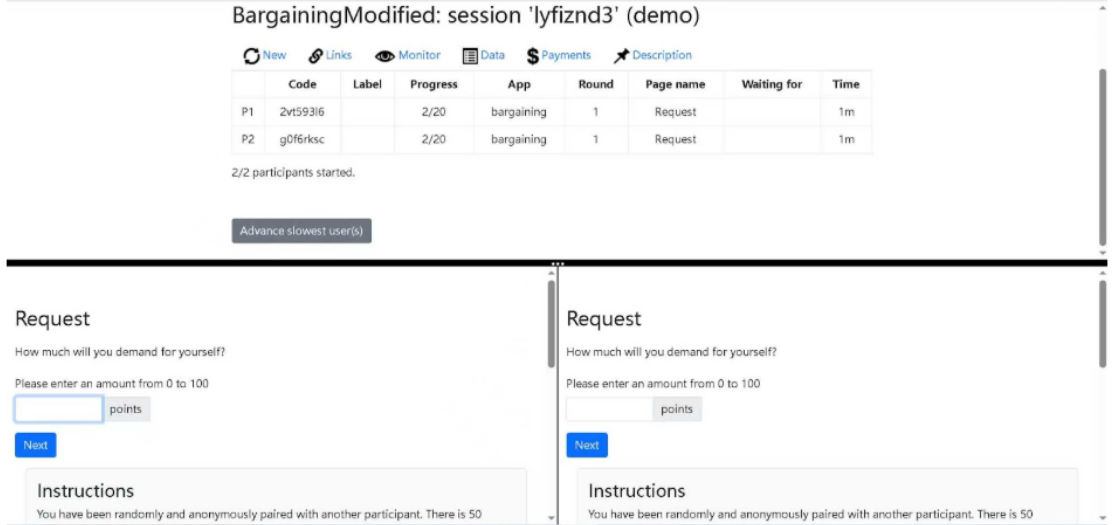 BargainingModified: session 'lyfiznd3' (demo)
New Links Monitor Data Payments Description
Code Label Progress App Round Page name Waiting for Time
P1 2vt593l6 2/20 bargaining 1 Request 1m
P2 g0f6rksc 2/20 bargaining 1 Request 1m
2/2 participants started.
Advance slowest user(s)
Request
How much will you demand for yourself?
Please enter an amount from 0 to 100
points
Next
Instructions
You have been randomly and anonymously paired with another participant. There is 50
Request
How much will you demand for yourself?
Please enter an amount from 0 to 100
points
Next
Instructions
You have been randomly and anonymously paired with another participant. There is 50